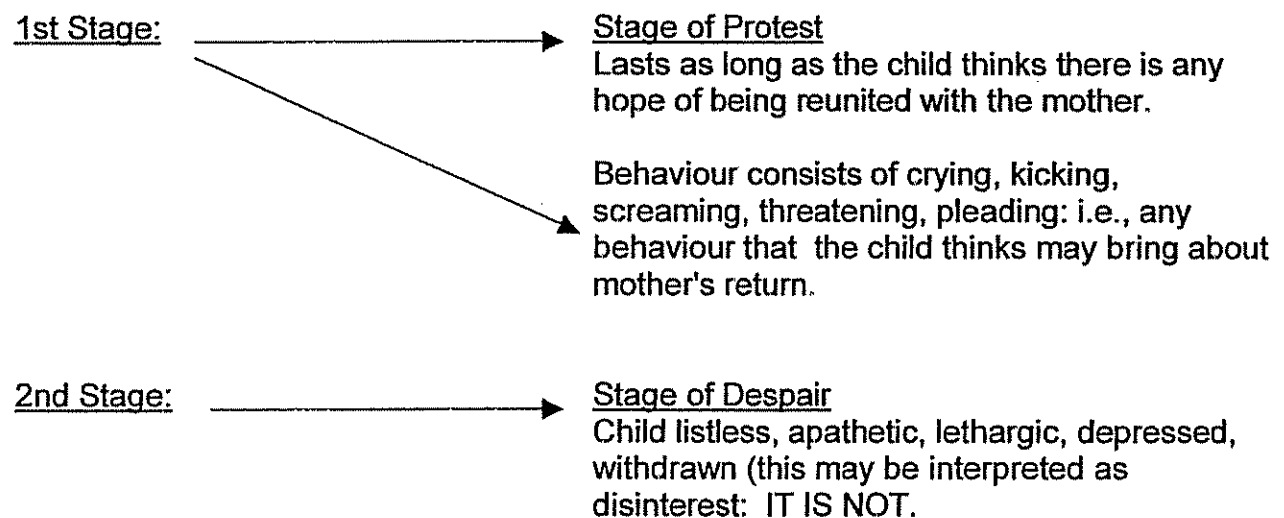 1st Stage:
Stage of Protest
Lasts as long as the child thinks there is any
hope of being reunited with the mother.
Behaviour consists of crying, kicking,
screaming, threatening, pleading: i.e., any
behaviour that the child thinks may bring about
mother's return.
2nd Stage:
Stage of Despair
Child listless, apathetic, lethargic, depressed,
withdrawn (this may be interpreted as
disinterest: IT IS NOT.